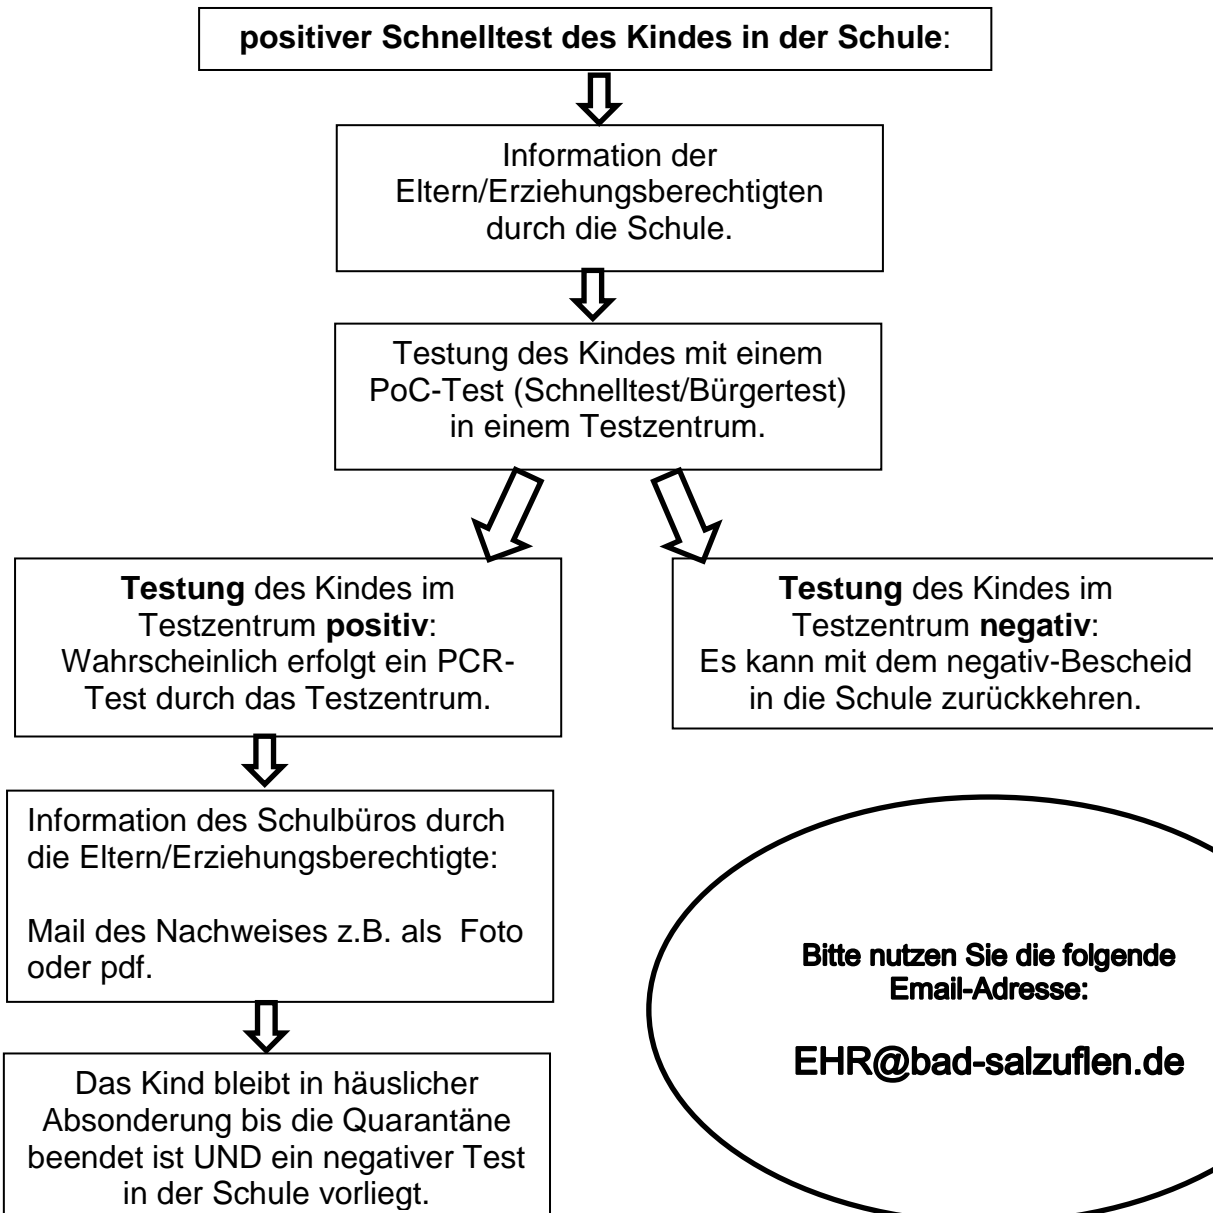 positiver Schnelltest des Kindes in der Schule:
Information der
Eltern/Erziehungsberechtigten
durch die Schule.
Testung des Kindes mit einem
PoC-Test (Schnelltest/Bürgertest)
in einem Testzentrum.
Testung des Kindes im
Testzentrum positiv:
Wahrscheinlich erfolgt ein PCR-
Test durch das Testzentrum.
Testung des Kindes im
Testzentrum negativ:
Es kann mit dem negativ-Bescheid
in die Schule zurückkehren.
Information des Schulbüros durch
die Eltern/Erziehungsberechtigte:
Mail des Nachweises z.B. als  Foto
oder pdf.
Das Kind bleibt in häuslicher
Absonderung bis die Quarantäne
beendet ist UND ein negativer Test
in der Schule vorliegt.
Bitte nutzen Sie die folgende
Email-Adresse:
EHR@bad-salzuflen.de